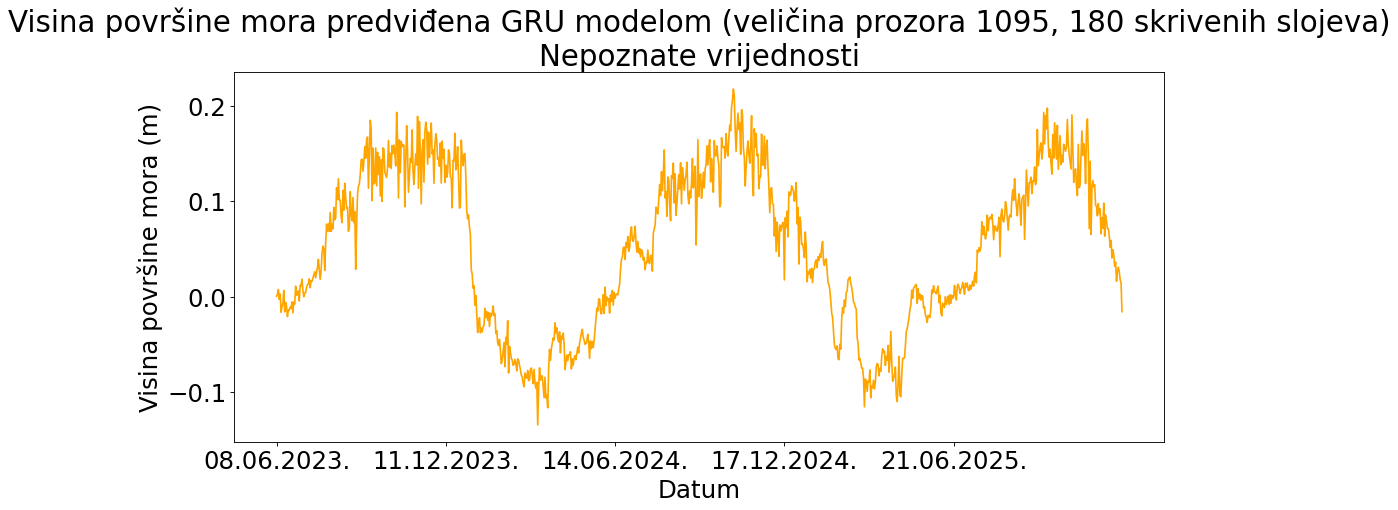 Visina površine mora predviđena GRU modelom (veličina prozora 1095, 180 skrivenih slojeva)
Nepoznate vrijednosti
Visina površine mora (m)
0.2
0.1
0.0
−0.1
08.06.2023. 11.12.2023. 14.06.2024. 17.12.2024. 21.06.2025.
Datum